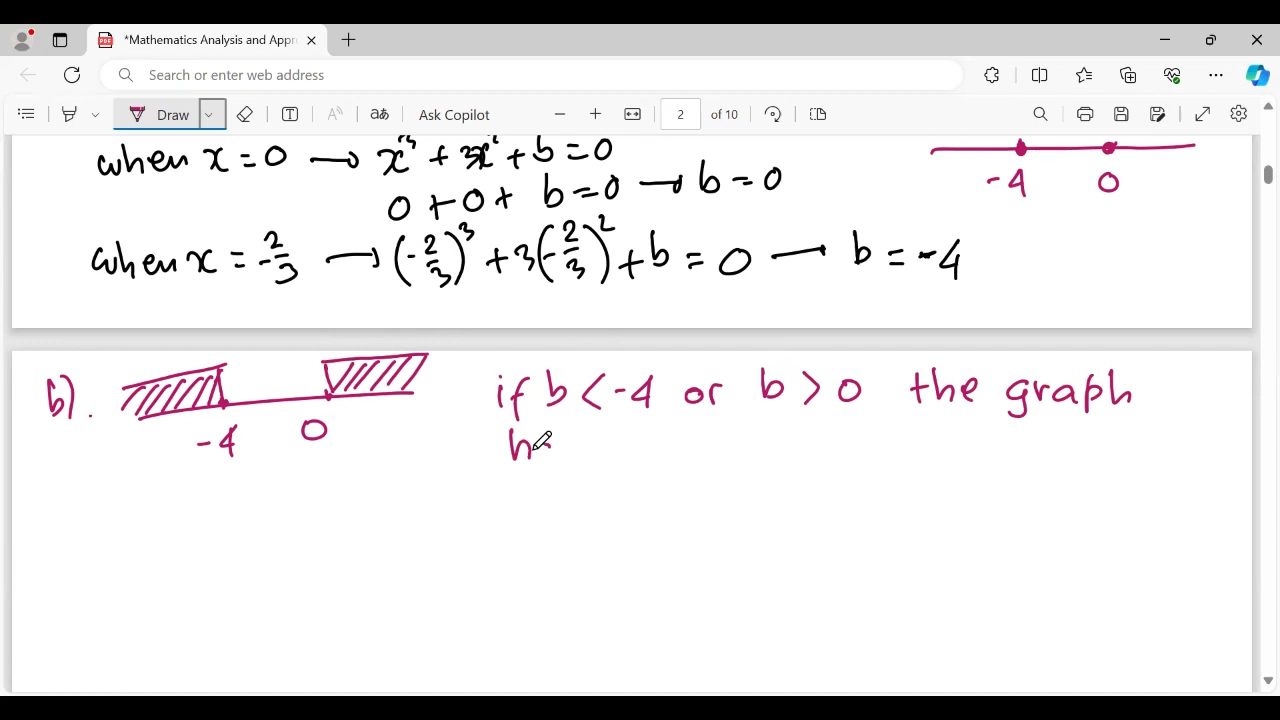 *Mathematics Analysis and Appr
Search or enter web address
Draw
aあ
Ask Copilot
2
of 10
when x = 0 → x³ + 3x² + b = 0
0 + 0 + b = 0 → b = 0
-4 0
when x = -2/3 → (-2/3)³ + 3(-2/3)² + b = 0 → b = -4
b).
-4 0
if b < -4 or b > 0 the graph